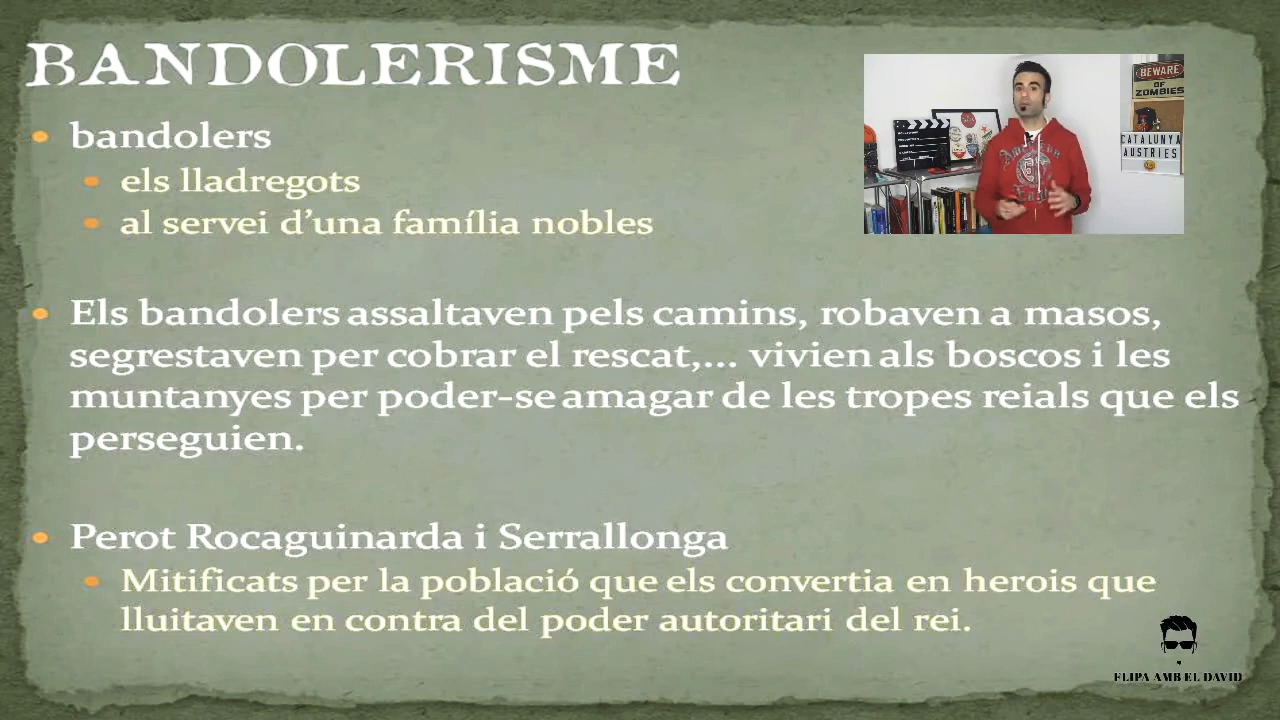 BANDOLERISME
bandolers
els lladregots
al servei d’una família nobles
Els bandolers assaltaven pels camins, robaven a masos,
segrestaven per cobrar el rescat,... vivien als boscos i les
muntanyes per poder-se amagar de les tropes reials que els
perseguien.
Perot Rocaguinarda i Serrallonga
Mitificats per la població que els convertia en herois que
lluitaven en contra del poder autoritari del rei.
BEWARE
OF
ZOMBIES
CATALUNYA
AUSTRIES
FLIPA AMB EL DAVID